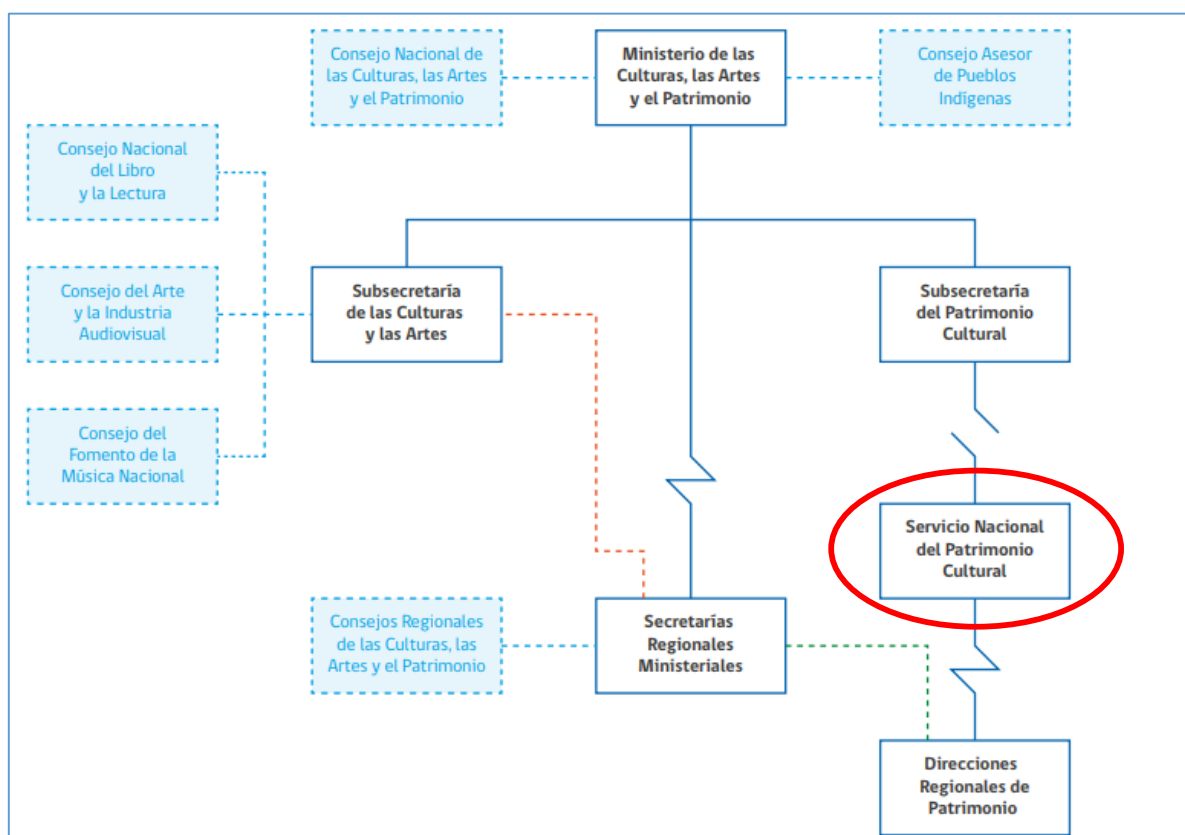 Consejo Nacional de
las Culturas, las Artes
y el Patrimonio
Ministerio de las
Culturas, las Artes
y el Patrimonio
Consejo Asesor
de Pueblos
Indígenas
Consejo Nacional
del Libro
y la Lectura
Consejo del Arte
y la Industria
Audiovisual
Subsecretaría
de las Culturas
y las Artes
Subsecretaría
del Patrimonio
Cultural
Consejo del
Fomento de la
Música Nacional
Servicio Nacional
del Patrimonio
Cultural
Consejos Regionales
de las Culturas, las
Artes y el Patrimonio
Secretarías
Regionales
Ministeriales
Direcciones
Regionales de
Patrimonio